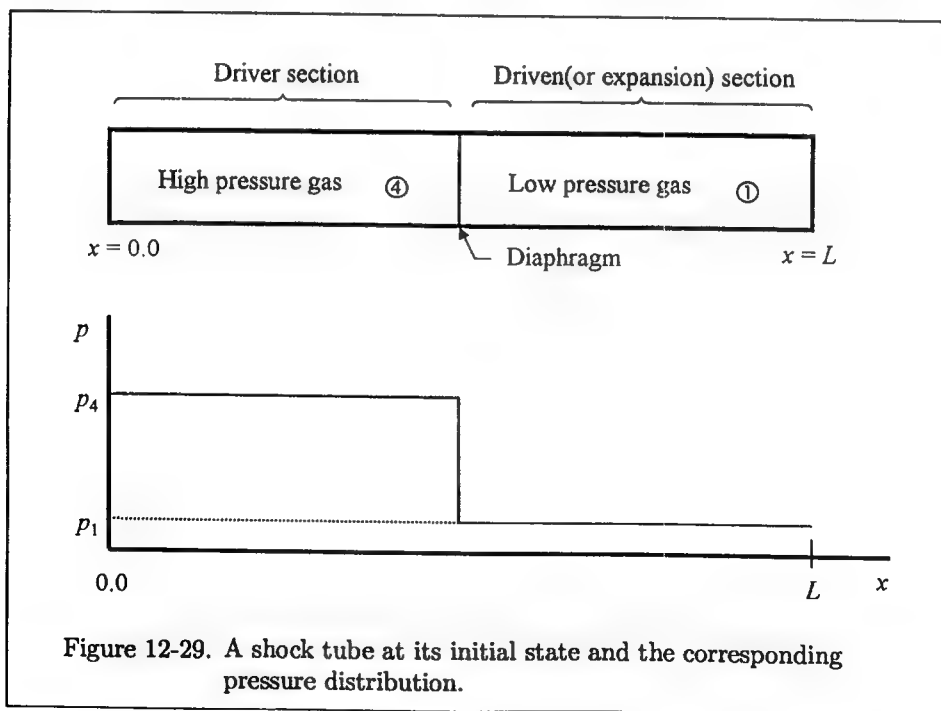 Driver section
Driven(or expansion) section
High pressure gas ④
Low pressure gas ①
x = 0.0
Diaphragm
x = L
p
p4
p1
0.0
L
x
Figure 12-29. A shock tube at its initial state and the corresponding
pressure distribution.